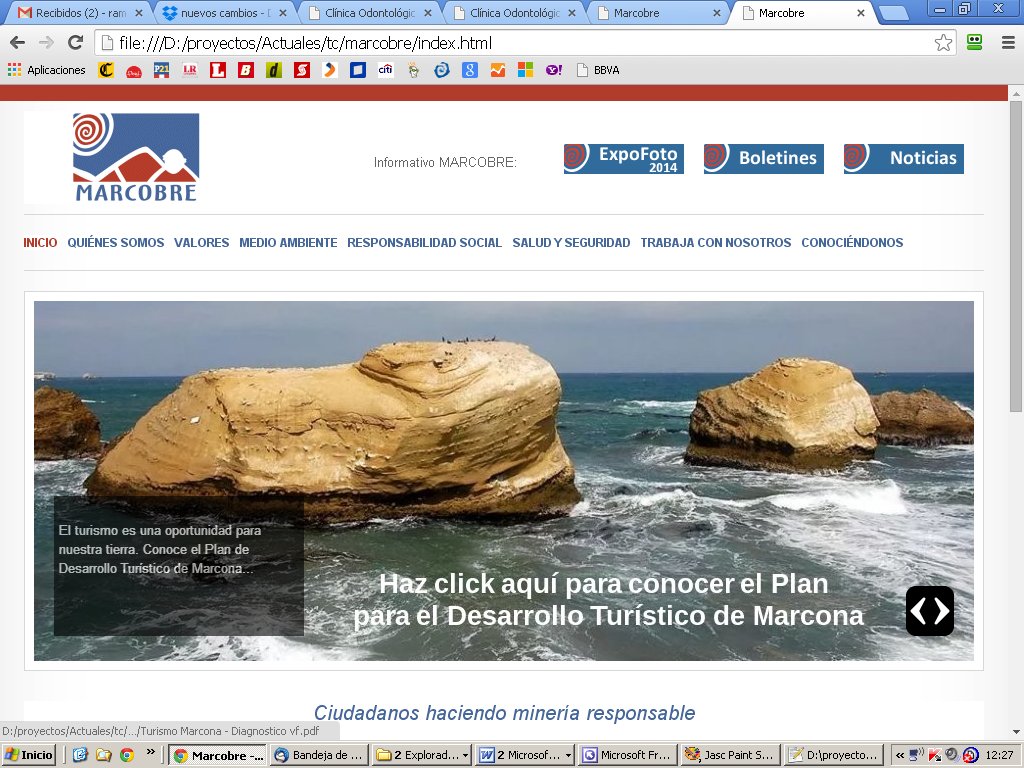 Recibidos (2) - ram
nuevos cambios - D
Clínica Odontológic
Clínica Odontológic
Marcobre
Marcobre
file:///D:/proyectos/Actuales/tc/marcobre/index.html
Aplicaciones
BBVA
MARCOBRE
Informativo MARCOBRE:
ExpoFoto
2014
Boletines
Noticias
INICIO QUIÉNES SOMOS VALORES MEDIO AMBIENTE RESPONSABILIDAD SOCIAL SALUD Y SEGURIDAD TRABAJA CON NOSOTROS CONOCIÉNDONOS
El turismo es una oportunidad para
nuestra tierra. Conoce el Plan de
Desarrollo Turístico de Marcona...
Haz click aquí para conocer el Plan
para el Desarrollo Turístico de Marcona
Ciudadanos haciendo minería responsable
D:/proyectos/Actuales/tc/.../Turismo Marcona - Diagnostico vf.pdf
Inicio
Marcobre -...
Bandeja de ...
2 Explorad...
2 Microsof...
Microsoft Fr...
Jasc Paint S...
D:\proyecto...
12:27